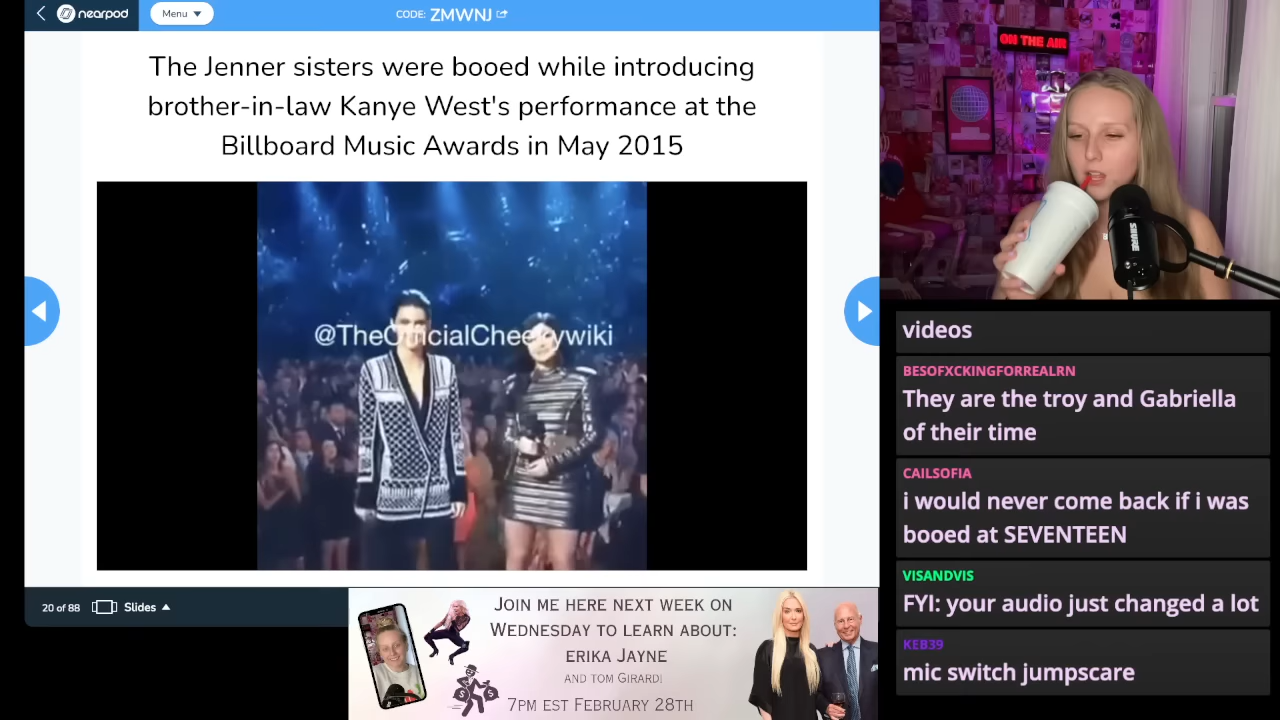 nearpod
Menu
CODE: ZMWNJ
The Jenner sisters were booed while introducing
brother-in-law Kanye West's performance at the
Billboard Music Awards in May 2015
@TheOfficialCheekywiki
20 of 88
Slides
JOIN ME HERE NEXT WEEK ON
WEDNESDAY TO LEARN ABOUT:
ERIKA JAYNE
AND TOM GIRARDI
7PM EST FEBRUARY 28TH
ON THE AIR
SHURE
videos
BESOFXCKINGFORREALRN
They are the troy and Gabriella
of their time
CAILSOFIA
i would never come back if i was
booed at SEVENTEEN
VISANDVIS
FYI: your audio just changed a lot
KEB39
mic switch jumpscare